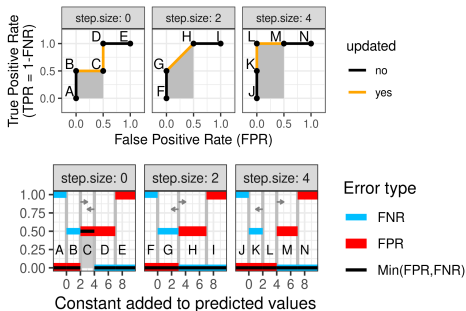 step.size: 0 step.size: 2 step.size: 4
True Positive Rate
(TPR = 1-FNR)
1.0
0.5
0.0
A B C D E
F G H I
J K L M N
0.0 0.5 1.0 0.0 0.5 1.0 0.0 0.5 1.0
False Positive Rate (FPR)
updated
no
yes
step.size: 0 step.size: 2 step.size: 4
1.00
0.75
0.50
0.25
0.00
A B C D E F G H I J K L M N
0 2 4 6 8 0 2 4 6 8 0 2 4 6 8
Constant added to predicted values
Error type
FNR
FPR
Min(FPR,FNR)